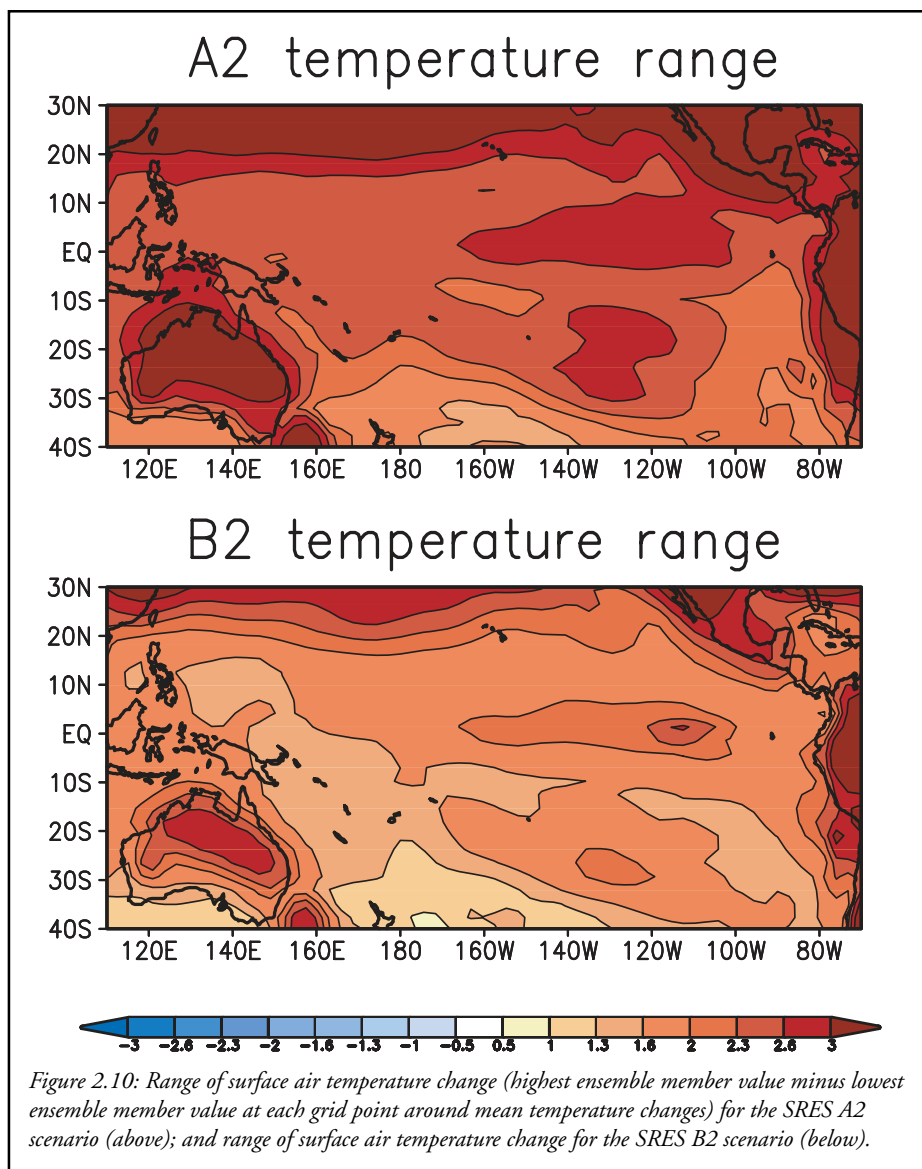 A2 temperature range
30N
20N
10N
EQ
10S
20S
30S
40S
120E 140E 160E 180 160W 140W 120W 100W 80W
B2 temperature range
30N
20N
10N
EQ
10S
20S
30S
40S
120E 140E 160E 180 160W 140W 120W 100W 80W
-3 -2.6 -2.3 -2 -1.6 -1.3 -1 -0.5 0.5 1 1.3 1.6 2 2.3 2.6 3
Figure 2.10: Range of surface air temperature change (highest ensemble member value minus lowest
ensemble member value at each grid point around mean temperature changes) for the SRES A2
scenario (above); and range of surface air temperature change for the SRES B2 scenario (below).